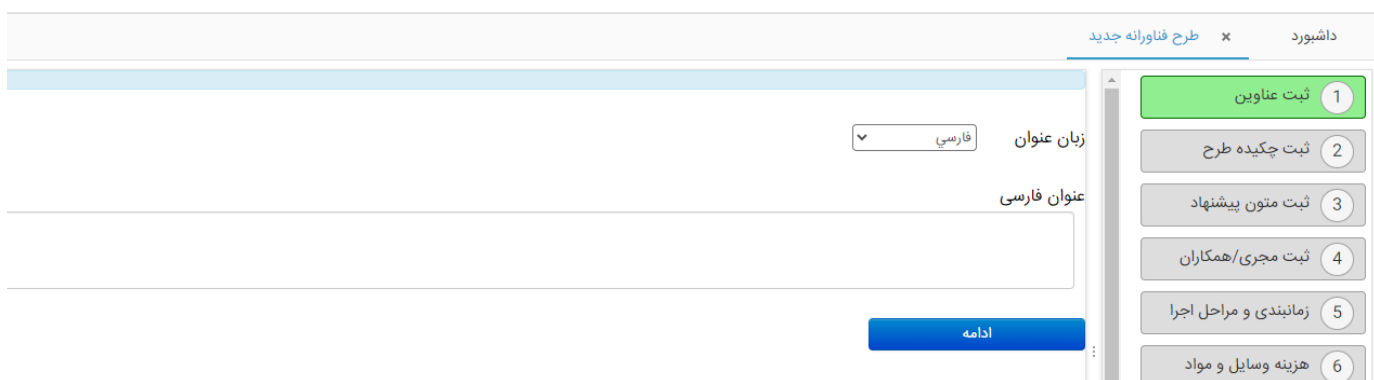 داشبورد
طرح فناورانه جدید ×
1 ثبت عناوین
2 ثبت چکیده طرح
3 ثبت متون پیشنهاد
4 ثبت مجری/همکاران
5 زمانبندی و مراحل اجرا
6 هزینه وسایل و مواد
زبان عنوان فارسي
عنوان فارسی
ادامه